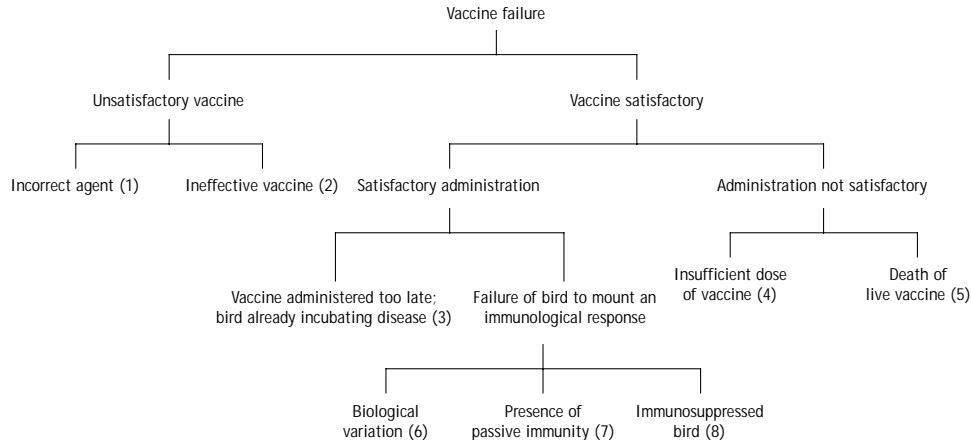 Vaccine failure
Unsatisfactory vaccine
Vaccine satisfactory
Incorrect agent (1)
Ineffective vaccine (2)
Satisfactory administration
Administration not satisfactory
Vaccine administered too late;
bird already incubating disease (3)
Failure of bird to mount an
immunological response
Insufficient dose
of vaccine (4)
Death of
live vaccine (5)
Biological
variation (6)
Presence of
passive immunity (7)
Immunosuppressed
bird (8)